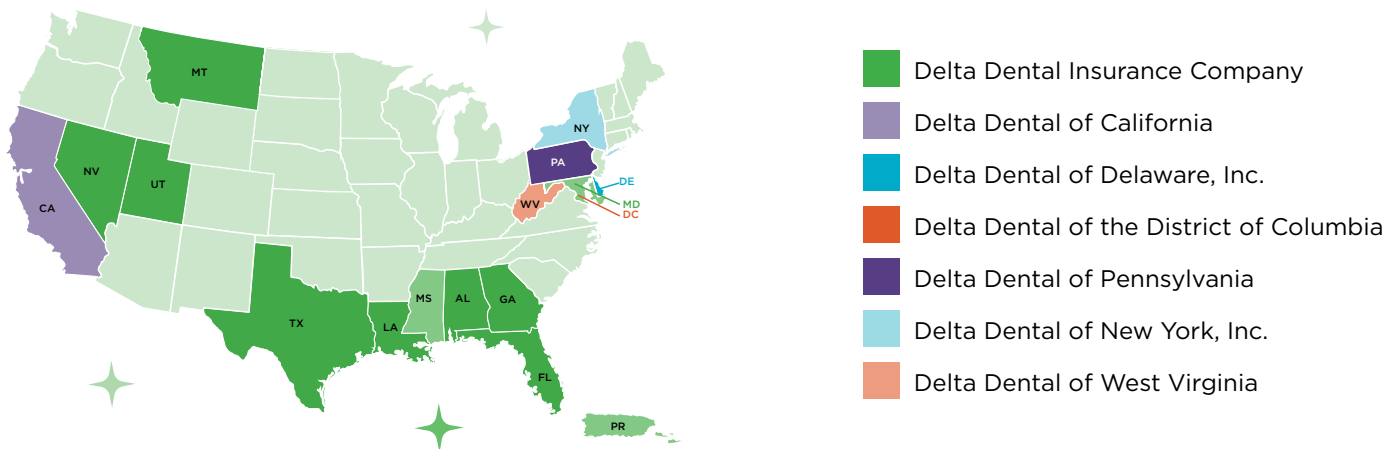 MT
NV
UT
CA
TX
LA
MS
AL
GA
FL
PR
NY
PA
WV
DE
MD
DC
Delta Dental Insurance Company
Delta Dental of California
Delta Dental of Delaware, Inc.
Delta Dental of the District of Columbia
Delta Dental of Pennsylvania
Delta Dental of New York, Inc.
Delta Dental of West Virginia